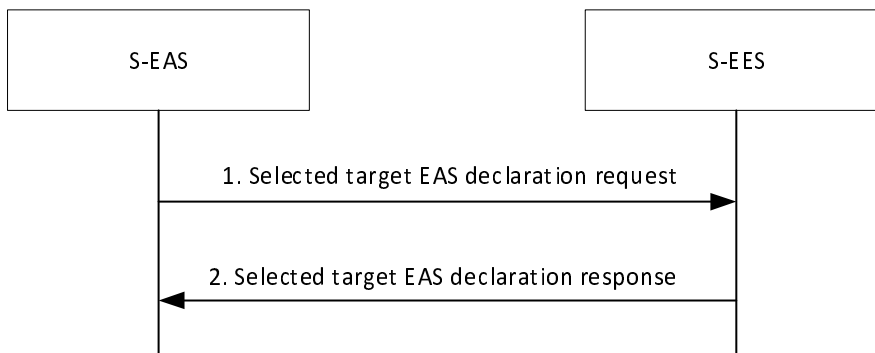 S-EAS
S-EES
1. Selected target EAS declaration request
2. Selected target EAS declaration response